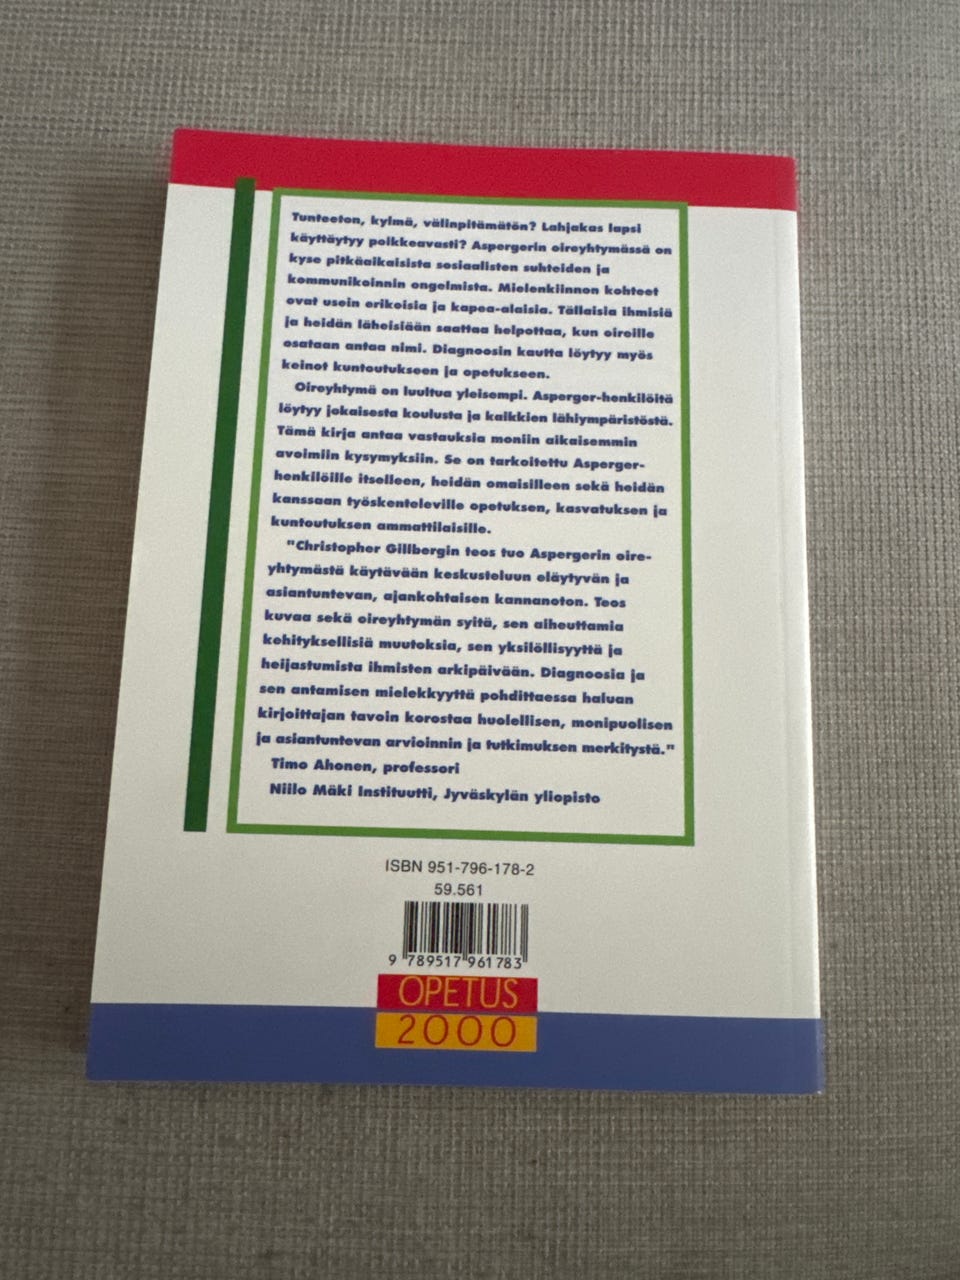 Tunteeton, kylmä, välinpitämätön? Lahjakas lapsi
käyttäytyy poikkeavasti? Aspergerin oireyhtymässä on
kyse pitkäaikaisista sosiaalisten suhteiden ja
kommunikoinnin ongelmista. Mielenkiinnon kohteet
ovat usein erikoisia ja kapea-alaisia. Tällaisia ihmisiä
ja heidän läheisiään saattaa helpottaa, kun oireille
osataan antaa nimi. Diagnoosin kautta löytyy myös
keinot kuntoutukseen ja opetukseen.
Oireyhtymä on luultua yleisempi. Asperger-henkilöitä
löytyy jokaisesta koulusta ja kaikkien lähiympäristöstä.
Tämä kirja antaa vastauksia moniin aikaisemmin
avoimiin kysymyksiin. Se on tarkoitettu Asperger-
henkilöille itselleen, heidän omaisilleen sekä heidän
kanssaan työskenteleville opetuksen, kasvatuksen ja
kuntoutuksen ammattilaisille.
"Christopher Gillbergin teos tuo Aspergerin oire-
yhtymästä käytävään keskusteluun eläytyvän ja
asiantuntevan, ajankohtaisen kannanoton. Teos
kuvaa sekä oireyhtymän syitä, sen aiheuttamia
kehityksellisiä muutoksia, sen yksilöllisyyttä ja
heijastumista ihmisten arkipäivään. Diagnoosia ja
sen antamisen mielekkyyttä pohdittaessa haluan
kirjoittajan tavoin korostaa huolellisen, monipuolisen
ja asiantuntevan arvioinnin ja tutkimuksen merkitystä."
Timo Ahonen, professori
Niilo Mäki Instituutti, Jyväskylän yliopisto
ISBN 951-796-178-2
59.561
9 789517 961783
OPETUS
2000